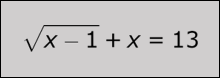 √(x − 1) + x = 13